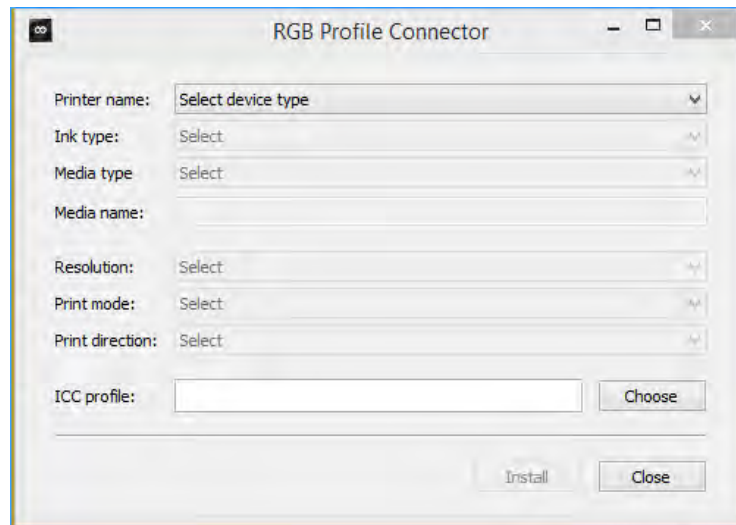 RGB Profile Connector
Printer name: Select device type
Ink type: Select
Media type Select
Media name:
Resolution: Select
Print mode: Select
Print direction: Select
ICC profile: Choose
Install Close